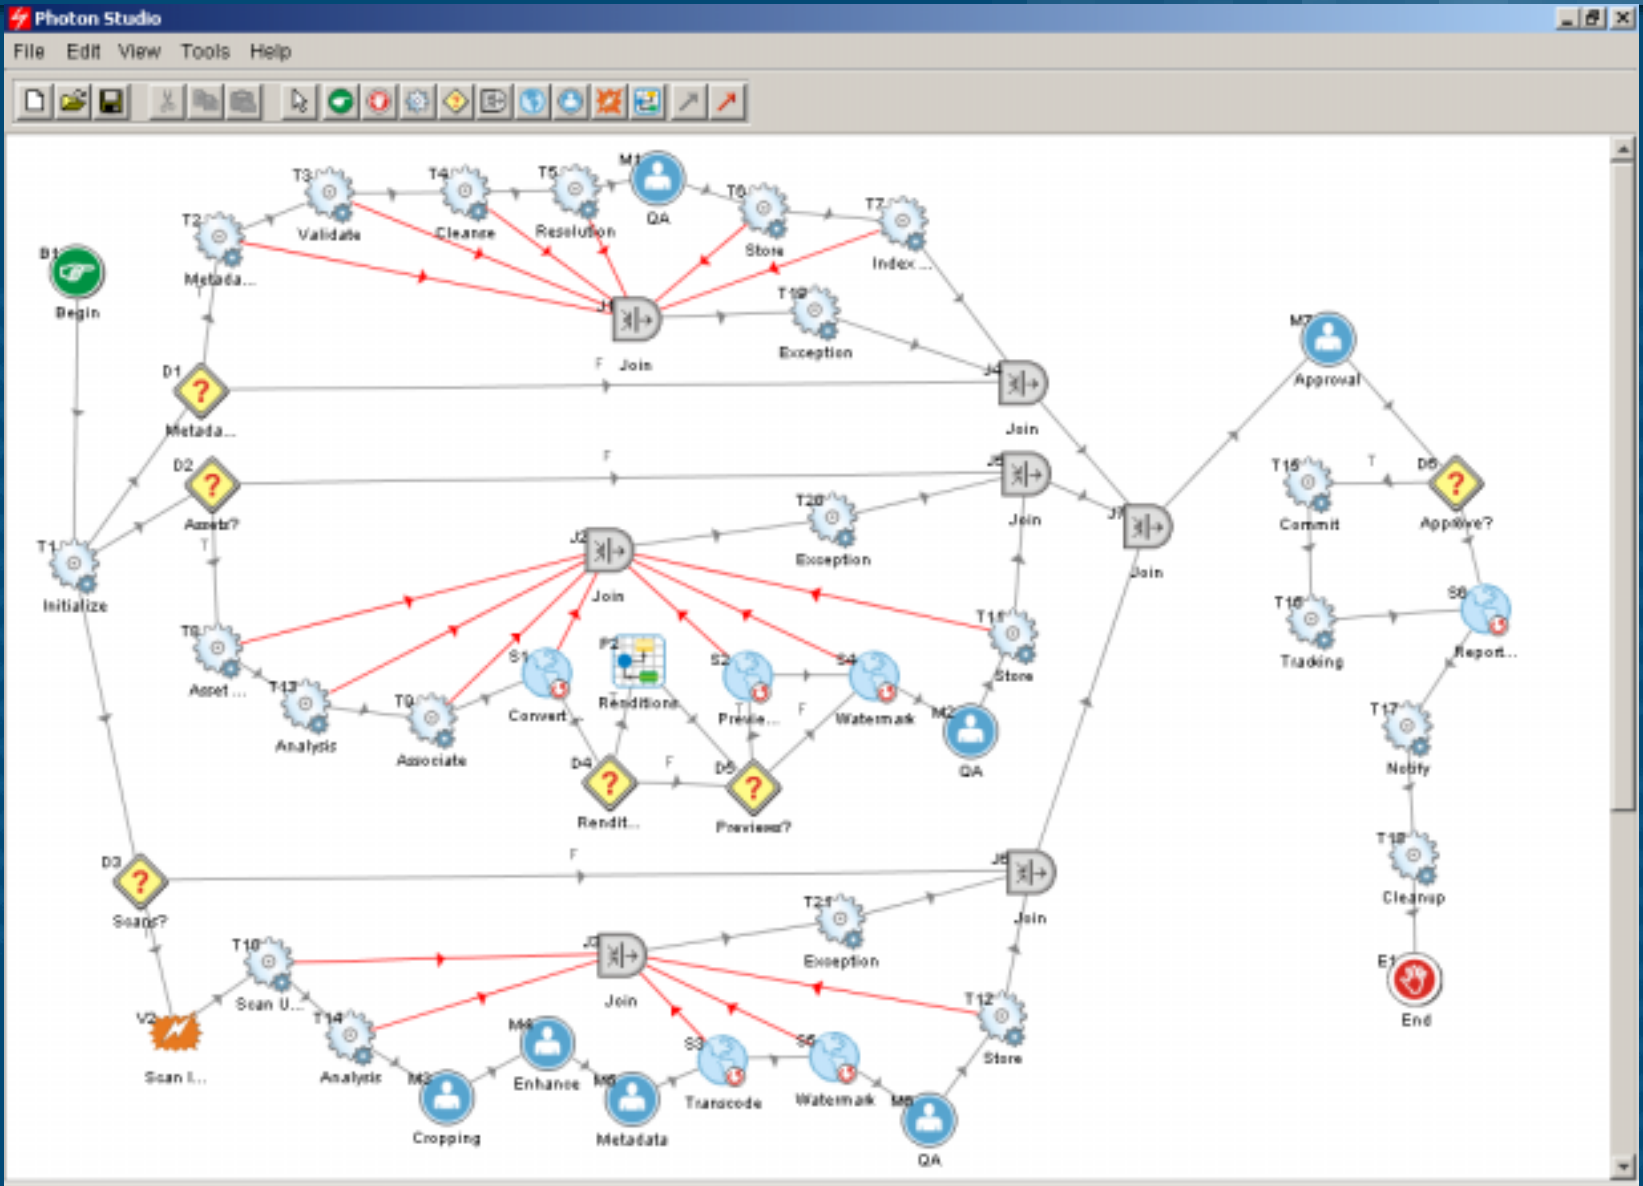 Photon Studio
File Edit View Tools Help
T3
T4
T5
M1
T6
T7
T2
Validate
Cleanse
Resolution
QA
Store
Index ...
B1
Metada...
T
Begin
J1
T19
Join
Exception
M7
Approval
D1
F
J4
Metada...
Join
D2
F
J5
Assets?
T
T20
Join
J7
T15
T
D6
Commit
Approve?
T1
J2
Exception
Join
Initialize
Join
T8
T11
T16
S6
Asset ...
T13
T9
S1
P2
S2
S4
Store
Tracking
Report...
Analysis
Associate
Convert
Renditions
T
Previe...
T
F
Watermark
M2
QA
D4
F
D5
T17
Notify
Rendit...
Previews?
D3
F
J6
T18
Scans?
T21
Join
Cleanup
T10
J3
Exception
E1
Scan U...
Join
T12
End
V2
T14
M4
S3
S5
Store
Scan I...
Analysis
M3
Enhance
M5
Transcode
Watermark
M6
Cropping
Metadata
QA